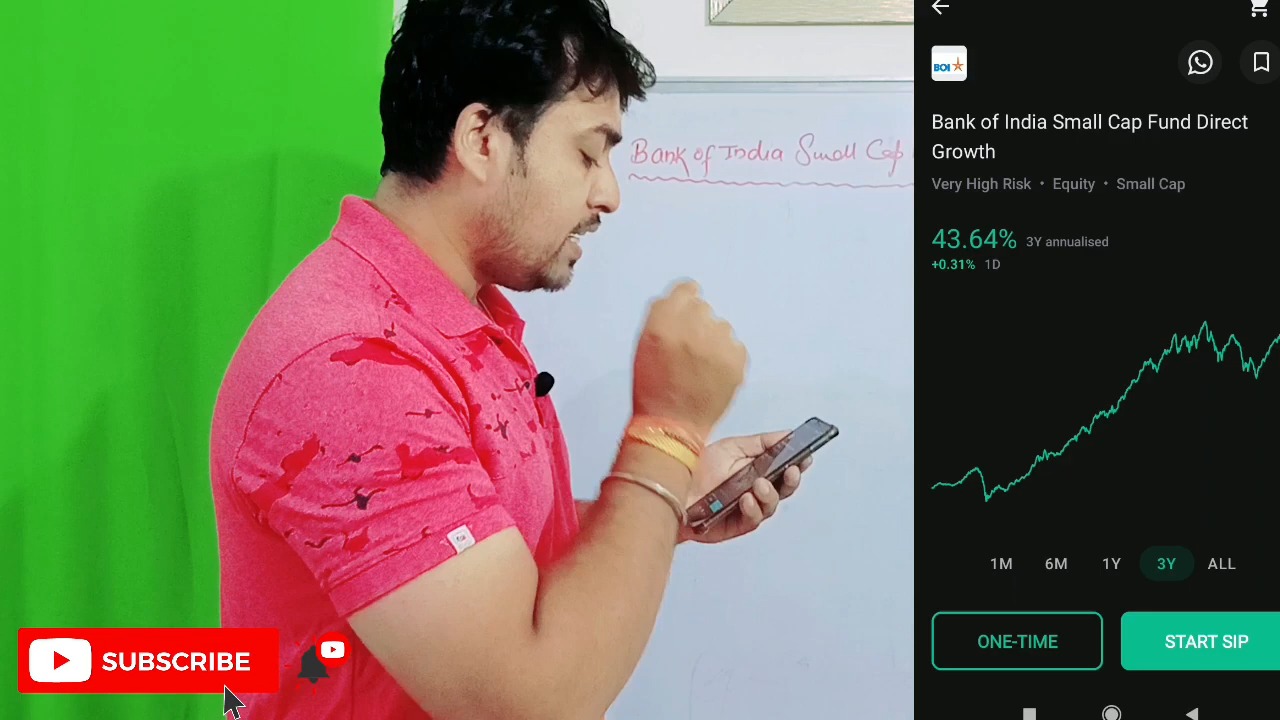 Bank of India Small Cap
SUBSCRIBE
BOI
Bank of India Small Cap Fund Direct
Growth
Very High Risk • Equity • Small Cap
43.64% 3Y annualised
+0.31% 1D
1M 6M 1Y 3Y ALL
ONE-TIME START SIP